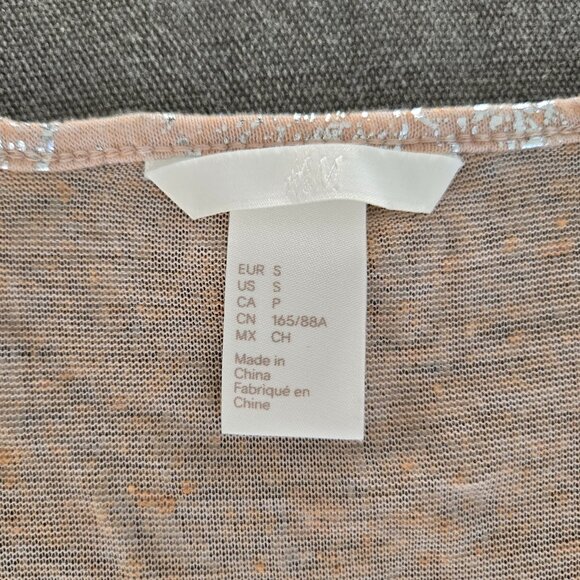 H&M
EUR S
US S
CA P
CN 165/88A
MX CH
Made in
China
Fabriqué en
Chine